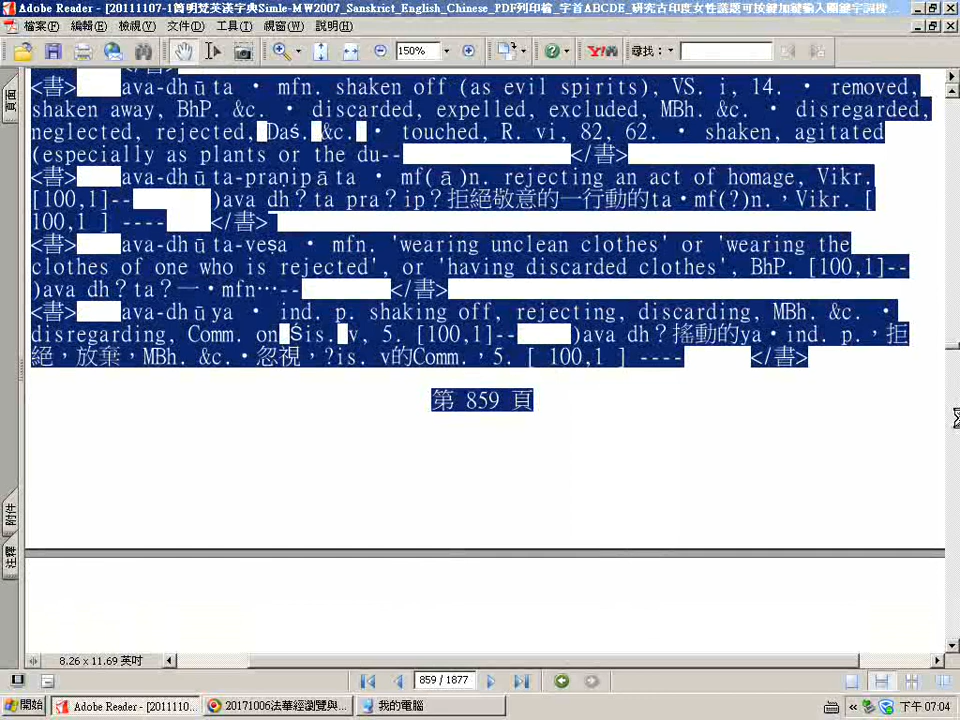 Adobe Reader - [20111107-1簡明梵英漢字典Simle-MW2007_Sanskrict_English_Chinese_PDF列印檔_字首ABCDE_研究古印度女性議題可按鍵加鍵輸入關鍵字詞搜
檔案(F) 編輯(E) 檢視(V) 文件(D) 工具(T) 視窗(W) 說明(H)
150% Y! 尋找：
頁面
<書> ava-dhūta ‧ mfn. shaken off (as evil spirits), VS. i, 14. ‧ removed,
shaken away, BhP. &c. ‧ discarded, expelled, excluded, MBh. &c. ‧ disregarded,
neglected, rejected, Daś. &c. ‧ touched, R. vi, 82, 62. ‧ shaken, agitated
(especially as plants or the du-- </書>
<書> ava-dhūta-praṇipāta ‧ mf(ā)n. rejecting an act of homage, Vikr.
[100,1]-- )ava dh？ta pra？ip？拒絕敬意的一行動的ta‧mf(?)n.，Vikr. [
100,1 ] ---- </書>
<書> ava-dhūta-veṣa ‧ mfn. 'wearing unclean clothes' or 'wearing the
clothes of one who is rejected', or 'having discarded clothes', BhP. [100,1]--
)ava dh？ta？一‧mfn…-- </書>
<書> ava-dhūya ‧ ind. p. shaking off, rejecting, discarding, MBh. &c. ‧
disregarding, Comm. on Śis. v, 5. [100,1]-- )ava dh？搖動的ya‧ind. p.，拒
絕，放棄，MBh. &c.‧忽視，?is. v的Comm.，5. [ 100,1 ] ---- </書>
第 859 頁
附件
注釋
8.26 x 11.69 英吋
859 / 1877
開始 Adobe Reader - [2011110... 20171006法華經瀏覽與... 我的電腦 下午 07:04